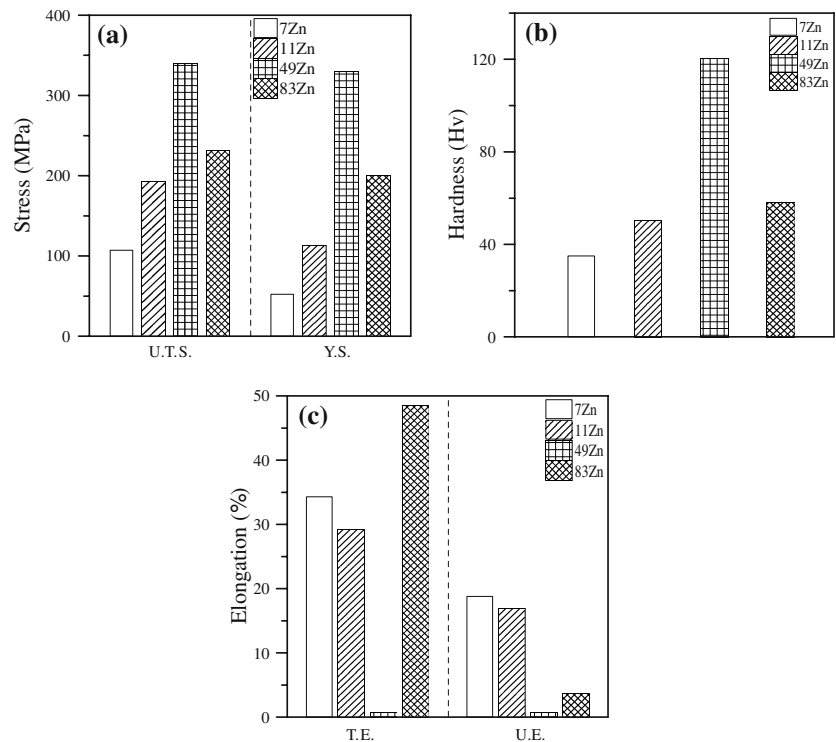 (a)
7Zn
11Zn
49Zn
83Zn
Stress (MPa)
400
300
200
100
0
U.T.S. Y.S.
(b)
7Zn
11Zn
49Zn
83Zn
Hardness (Hv)
120
80
40
0
(c)
7Zn
11Zn
49Zn
83Zn
Elongation (%)
50
40
30
20
10
0
T.E. U.E.